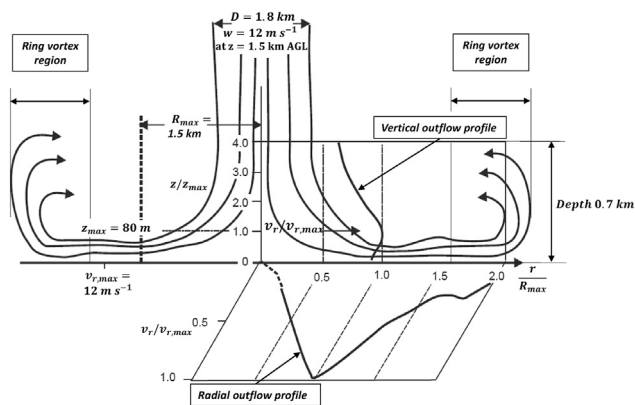 D = 1.8 km
w = 12 m s⁻¹
at z = 1.5 km AGL
Ring vortex
region
Ring vortex
region
R_max =
1.5 km
Vertical outflow profile
4.0
z/z_max
3.0
2.0
Depth 0.7 km
z_max = 80 m
1.0
v_r/v_r,max
0
v_r,max =
12 m s⁻¹
0.5
1.0
2.0
r
R_max
v_r/v_r,max
0.5
1.0
Radial outflow profile